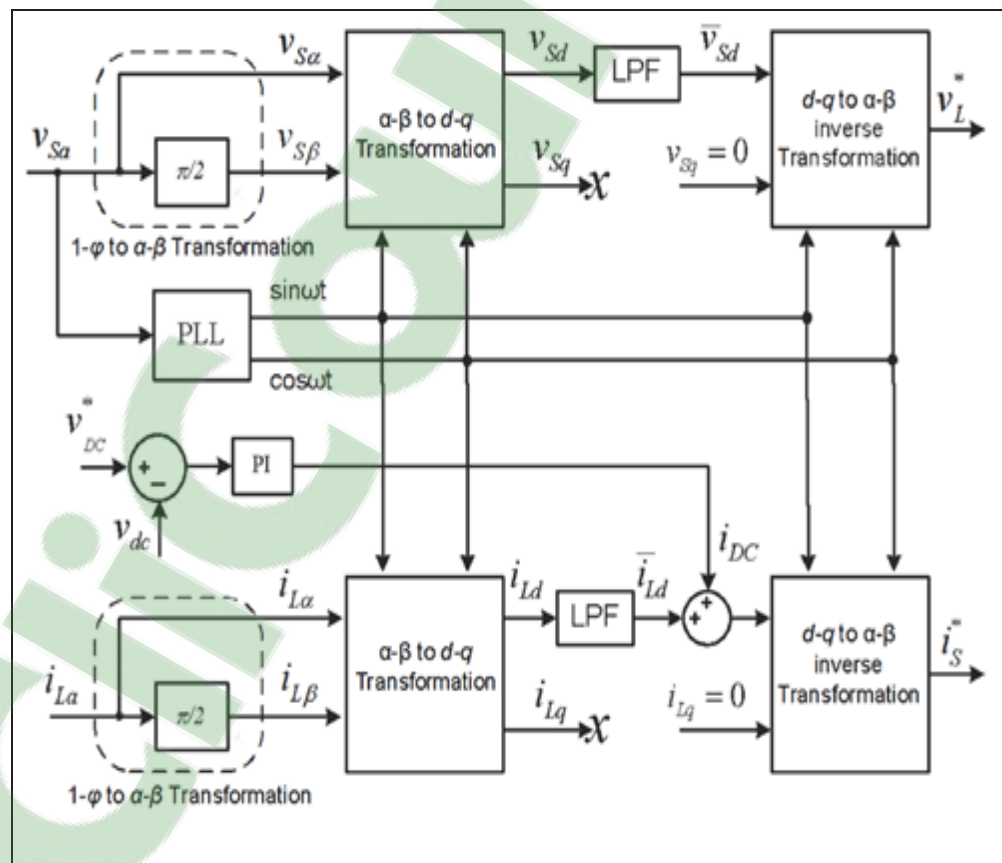 v_Sα
v_Sd
LPF
v̄_Sd
α-β to d-q
Transformation
d-q to α-β
inverse
Transformation
v_L^*
v_Sa
π/2
v_Sβ
v_Sq
x
v_Sq = 0
1-φ to α-β Transformation
PLL
sinωt
cosωt
v_DC^*
+
−
PI
v_dc
i_DC
i_Lα
i_Ld
LPF
ī_Ld
+
+
α-β to d-q
Transformation
d-q to α-β
inverse
Transformation
i_S^*
i_La
π/2
i_Lβ
i_Lq
x
i_Lq = 0
1-φ to α-β Transformation